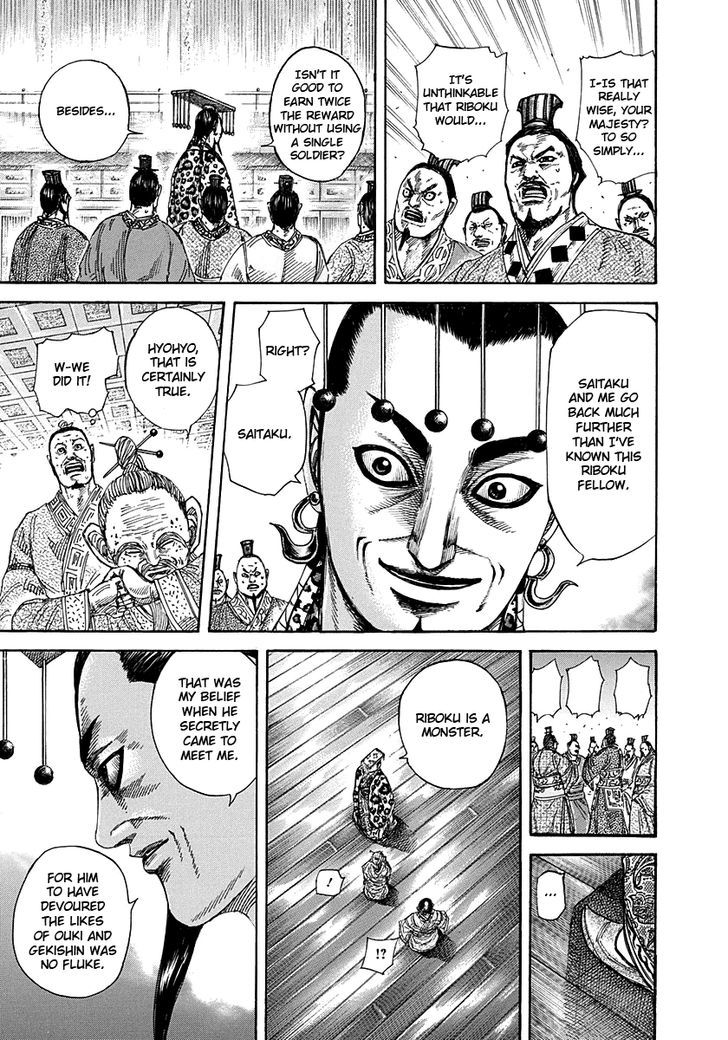 I-IS THAT
REALLY
WISE, YOUR
MAJESTY?
TO SO
SIMPLY...
IT'S
UNTHINKABLE
THAT RIBOKU
WOULD...
ISN'T IT
GOOD TO
EARN TWICE
THE REWARD
WITHOUT USING
A SINGLE
SOLDIER?
BESIDES...
SAITAKU
AND ME GO
BACK MUCH
FURTHER
THAN I'VE
KNOWN THIS
RIBOKU
FELLOW.
RIGHT?
SAITAKU.
HYOHYO,
THAT IS
CERTAINLY
TRUE.
W-WE
DID IT!
...
RIBOKU IS A
MONSTER.
!
!?
THAT WAS
MY BELIEF
WHEN HE
SECRETLY
CAME TO
MEET ME.
FOR HIM
TO HAVE
DEVOURED
THE LIKES
OF OUKI AND
GEKISHIN WAS
NO FLUKE.